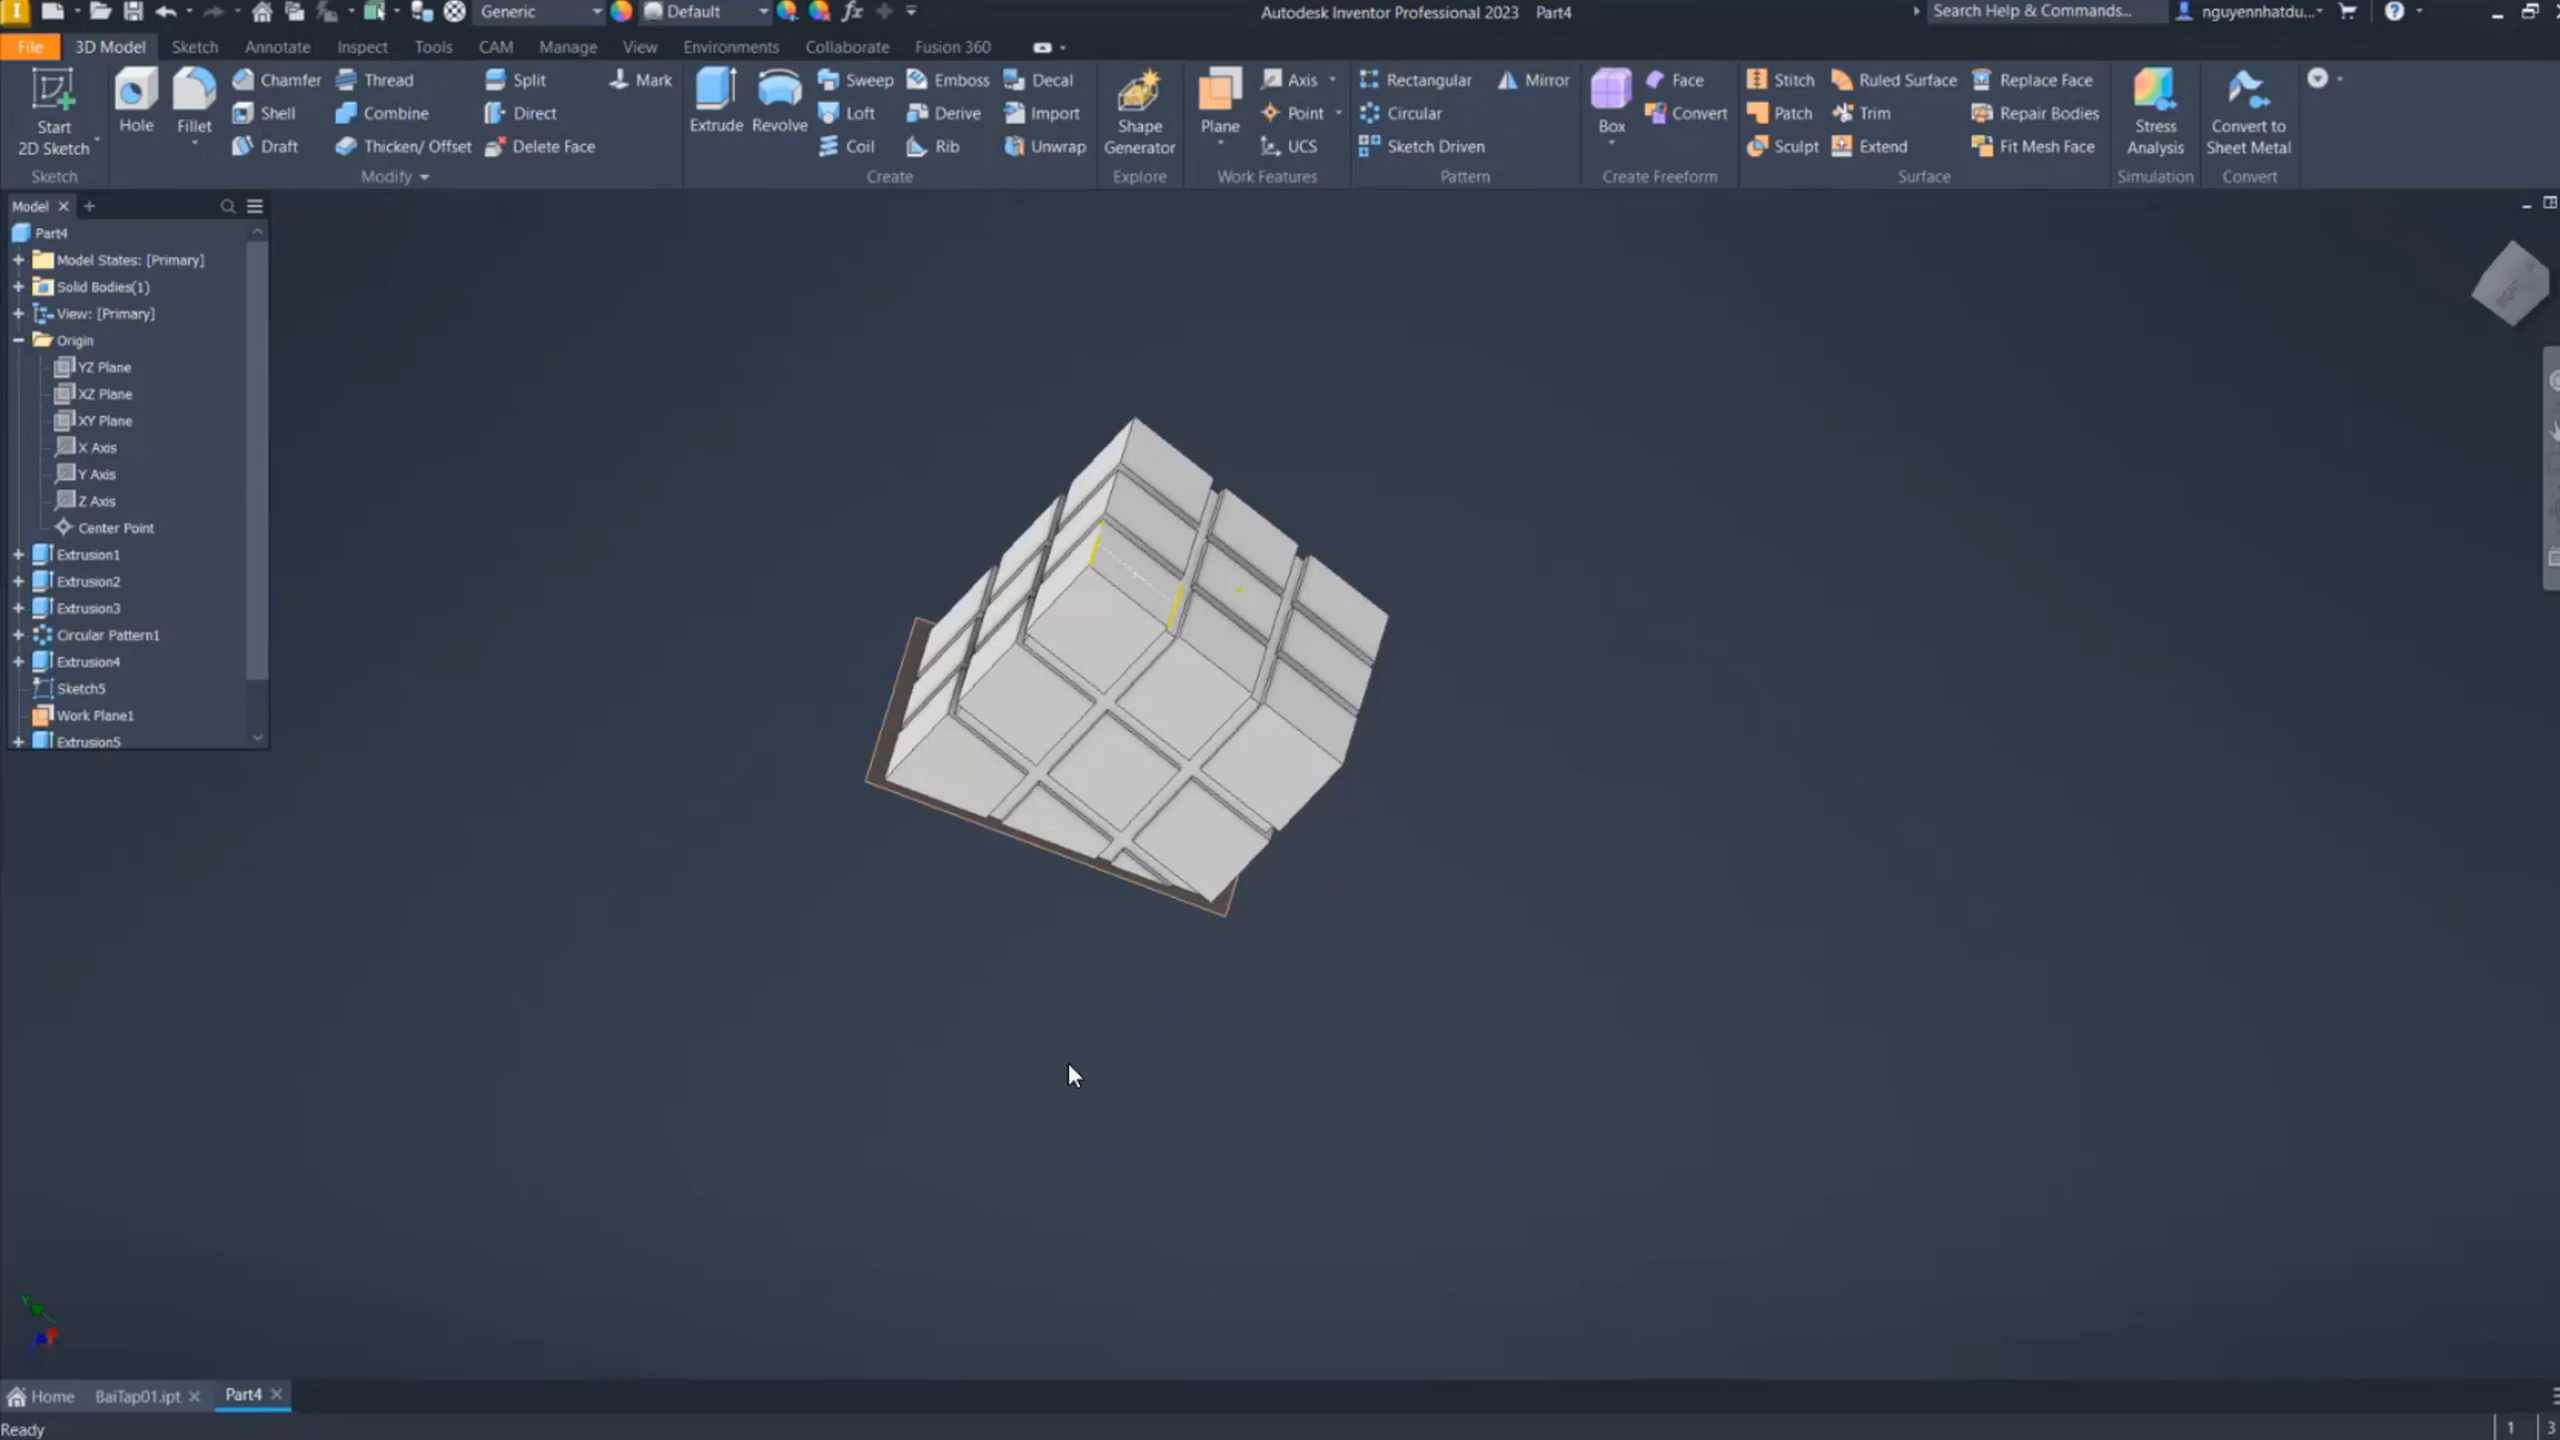 Generic Default Autodesk Inventor Professional 2023 Part4 Search Help & Commands... nguyennhatdu...
File 3D Model Sketch Annotate Inspect Tools CAM Manage View Environments Collaborate Fusion 360
Start
2D Sketch
Sketch
Hole
Fillet
Chamfer
Shell
Draft
Thread
Combine
Thicken/ Offset
Split
Direct
Delete Face
Mark
Modify
Extrude
Revolve
Sweep
Loft
Coil
Emboss
Derive
Rib
Decal
Import
Unwrap
Create
Shape
Generator
Explore
Plane
Axis
Point
UCS
Work Features
Rectangular
Circular
Sketch Driven
Mirror
Pattern
Box
Face
Convert
Create Freeform
Stitch
Patch
Sculpt
Ruled Surface
Trim
Extend
Replace Face
Repair Bodies
Fit Mesh Face
Surface
Stress
Analysis
Simulation
Convert to
Sheet Metal
Convert
Model
Part4
Model States: [Primary]
Solid Bodies(1)
View: [Primary]
Origin
YZ Plane
XZ Plane
XY Plane
X Axis
Y Axis
Z Axis
Center Point
Extrusion1
Extrusion2
Extrusion3
Circular Pattern1
Extrusion4
Sketch5
Work Plane1
Extrusion5
Home BaiTap01.ipt Part4
Ready 1 3